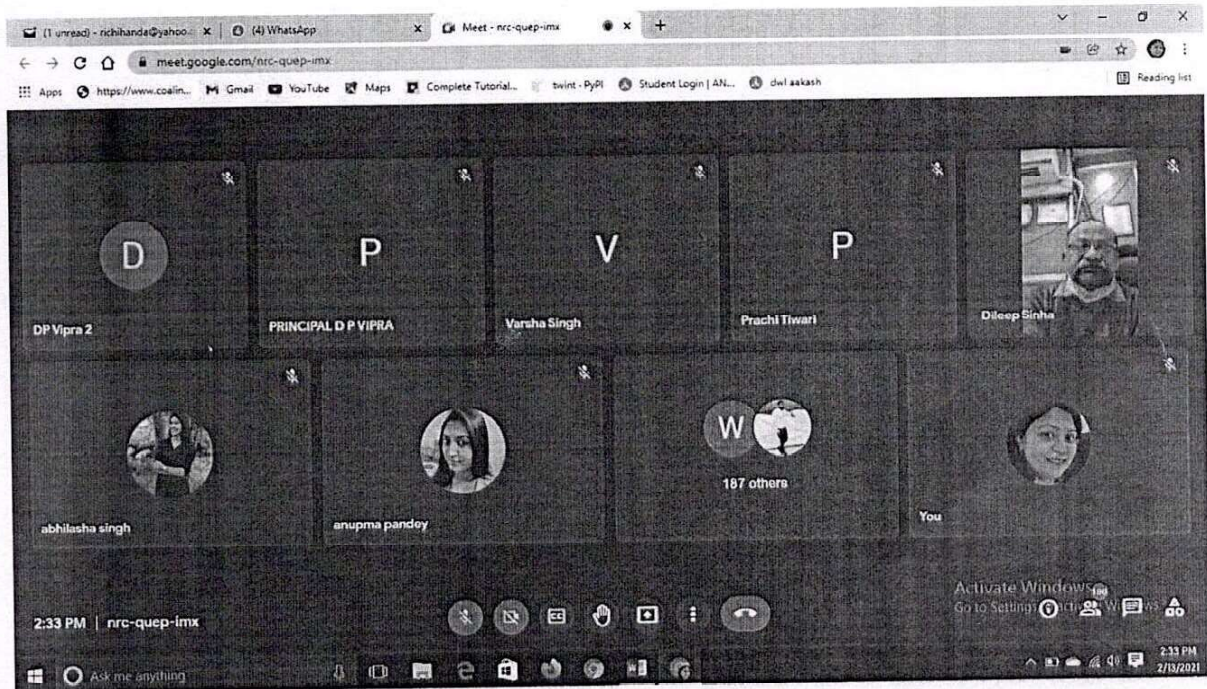 (1 unread) - richihanda@yahoo.
(4) WhatsApp
Meet - nrc-quep-imx
meet.google.com/nrc-quep-imx
Apps
https://www.coalin...
Gmail
YouTube
Maps
Complete Tutorial...
twint · PyPI
Student Login | AN...
dwl aakash
Reading list
D
DP Vipra 2
P
PRINCIPAL D P VIPRA
V
Varsha Singh
P
Prachi Tiwari
Dileep Sinha
abhilasha singh
anupma pandey
W
187 others
You
Activate Windows
Go to Settings
2:33 PM | nrc-quep-imx
Ask me anything
2:33 PM
2/13/2021